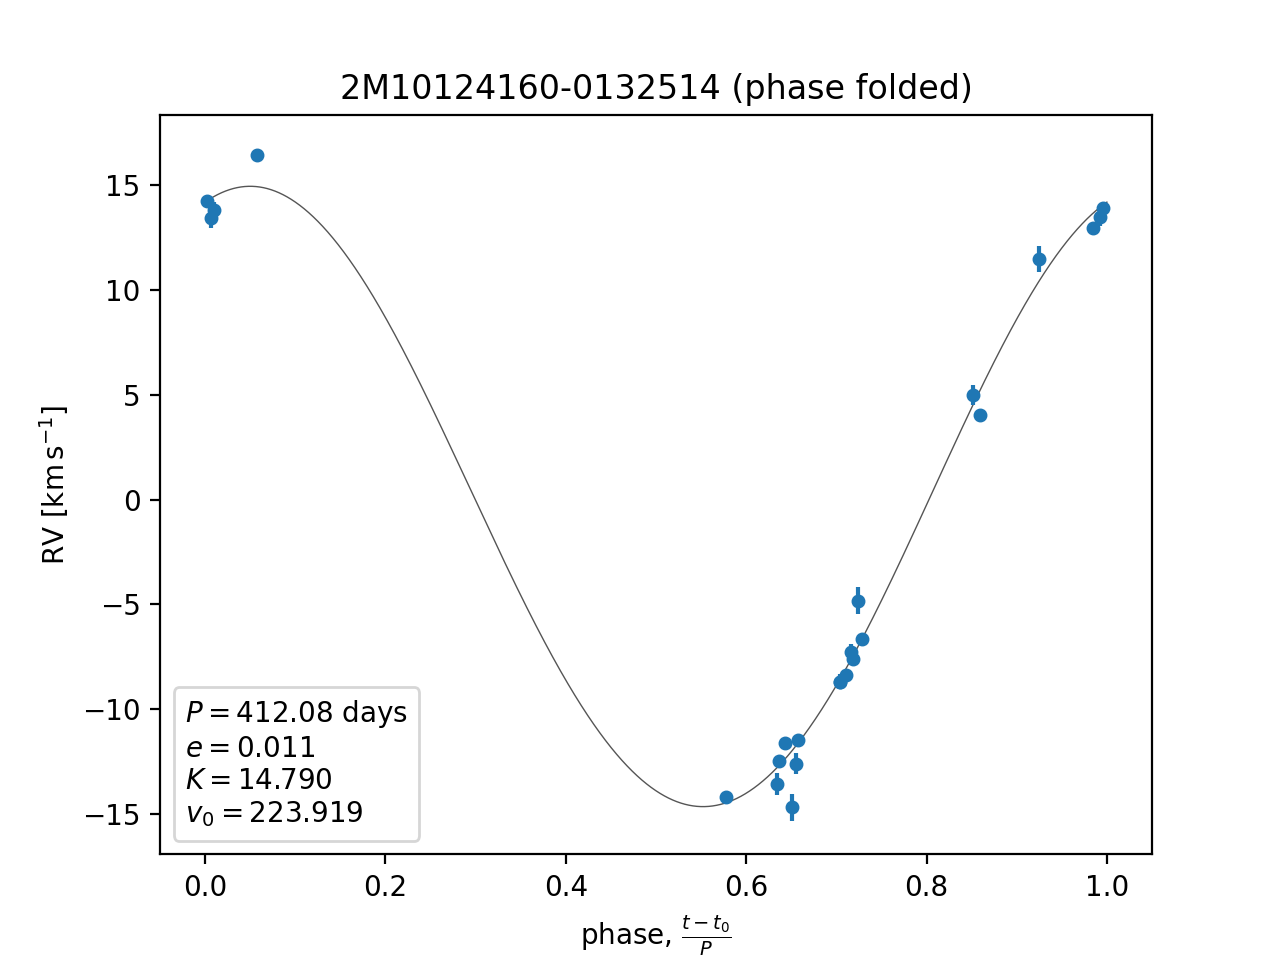 2M10124160-0132514 (phase folded)
RV [km s⁻¹]
15
10
5
0
−5
−10
−15
P = 412.08 days
e = 0.011
K = 14.790
v₀ = 223.919
0.0 0.2 0.4 0.6 0.8 1.0
phase, \frac{t − t₀}{P}